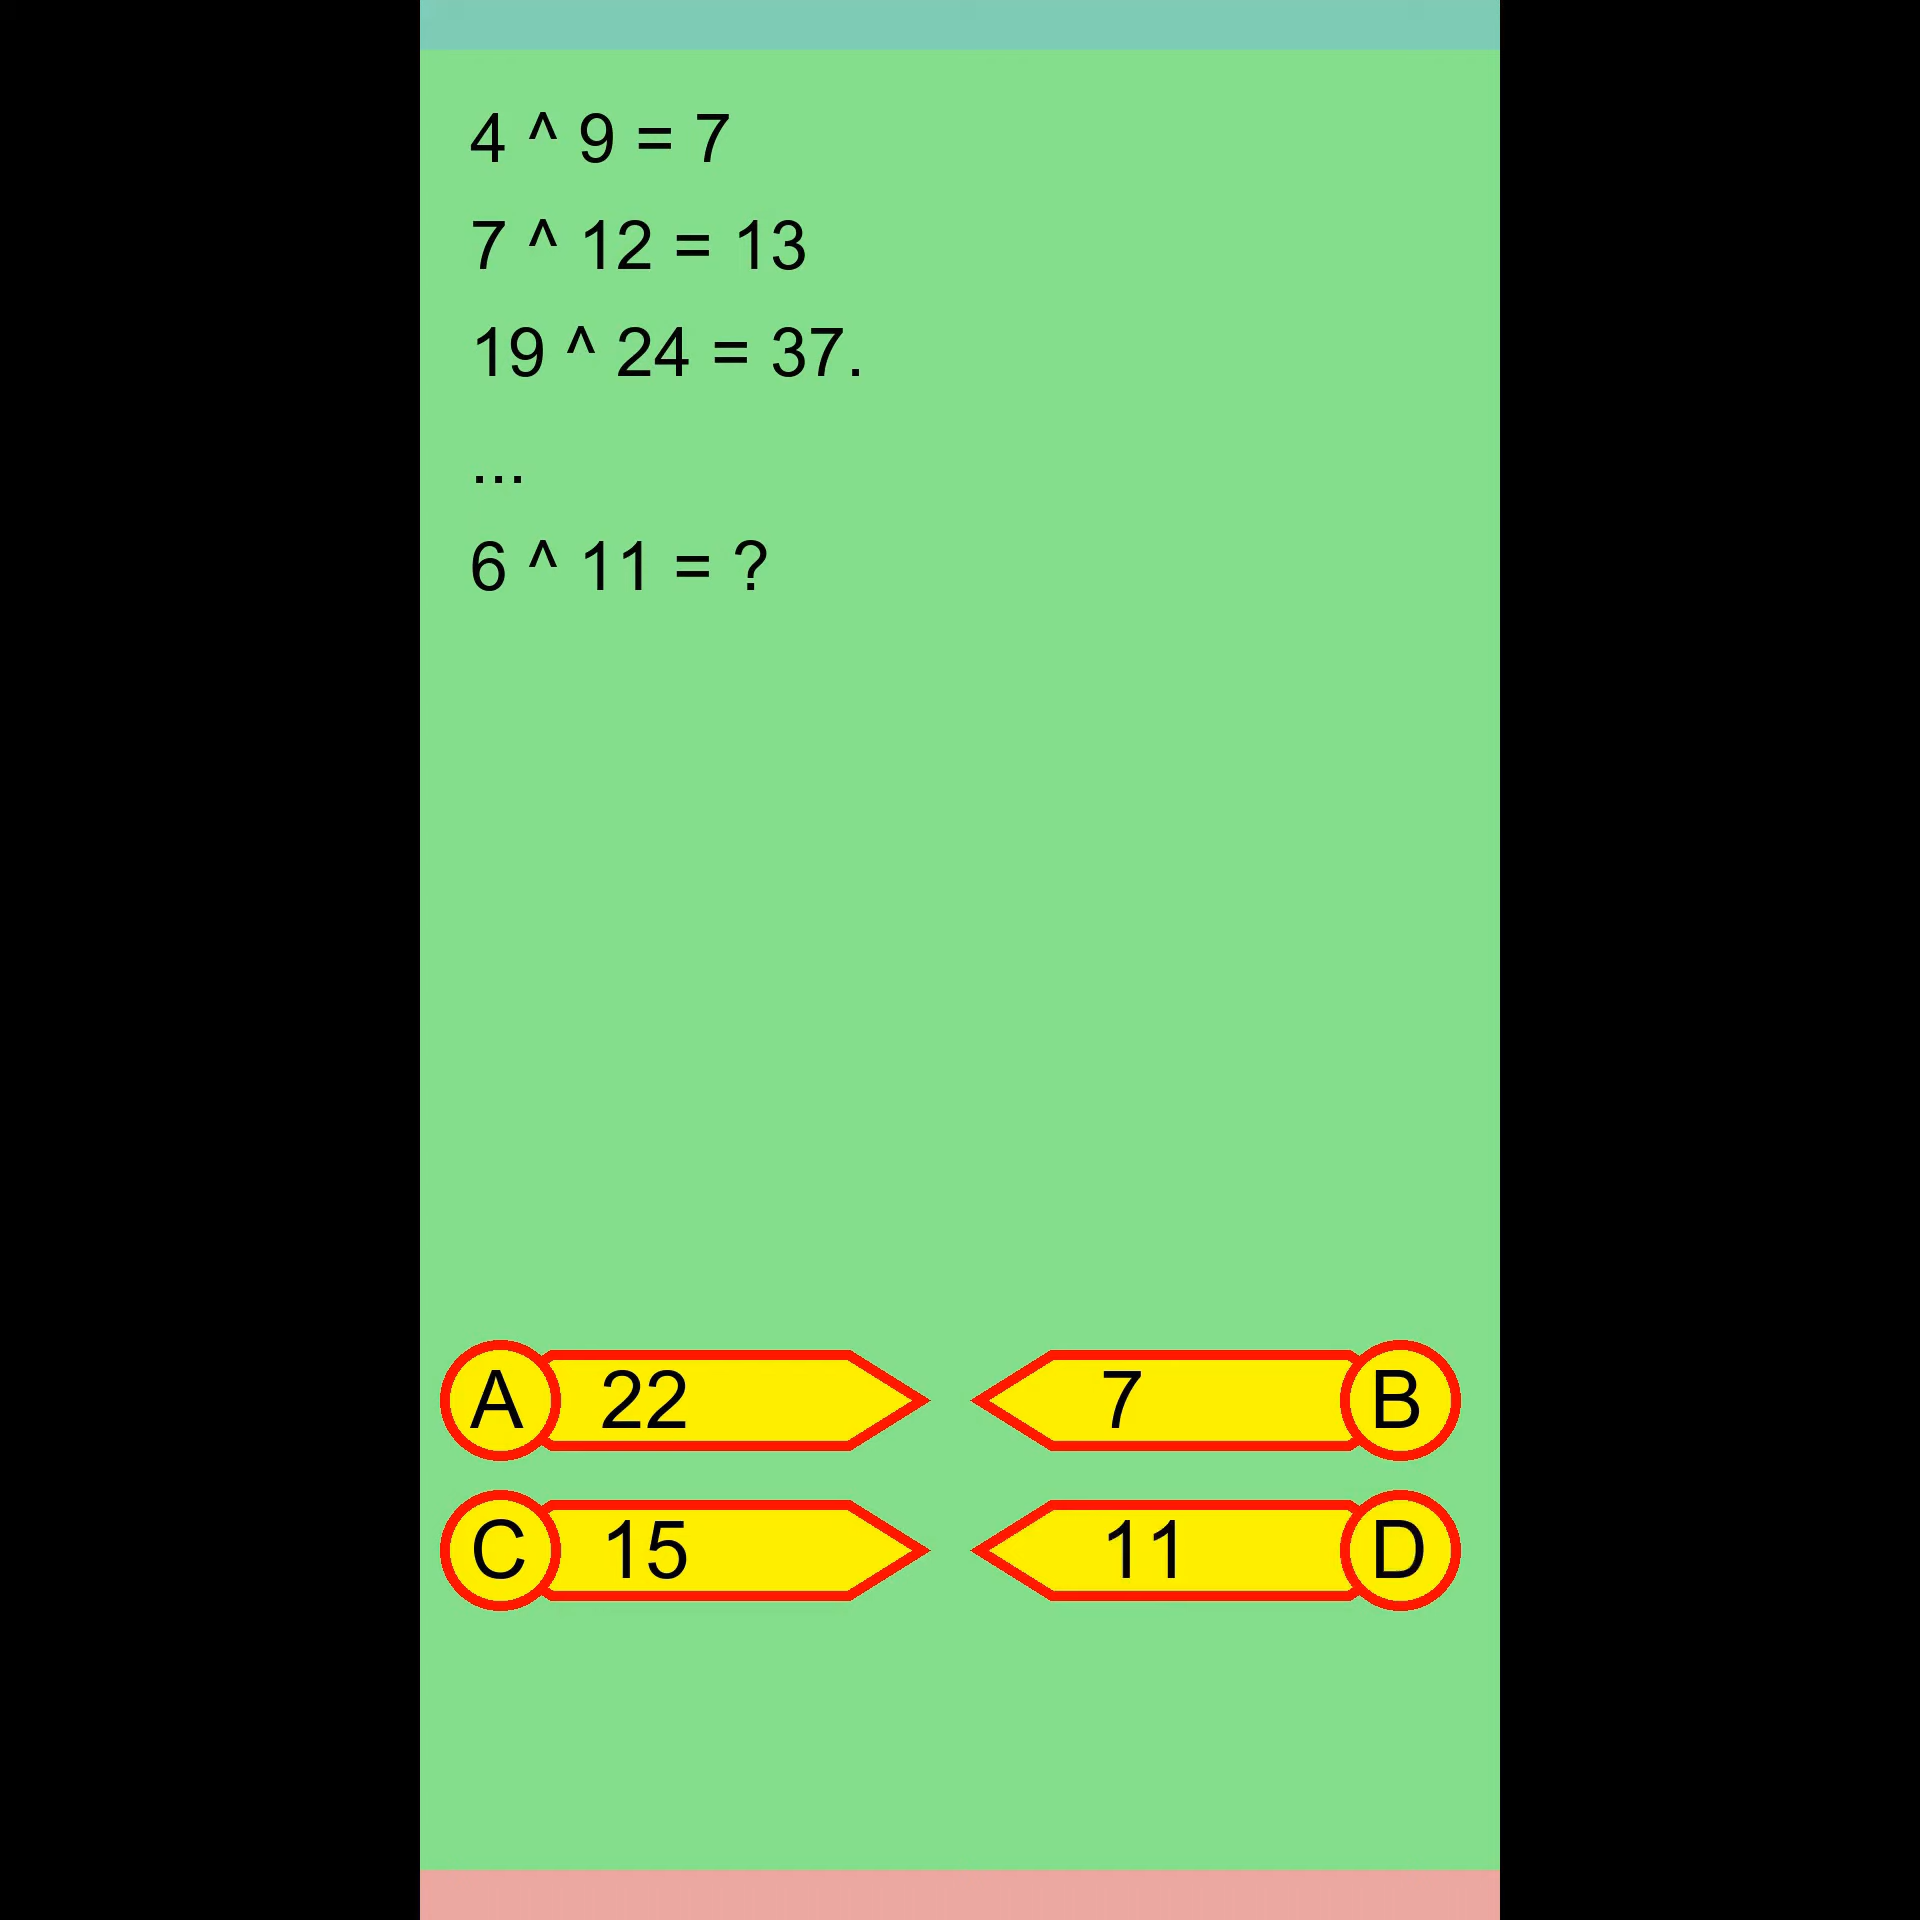 4 ^ 9 = 7
7 ^ 12 = 13
19 ^ 24 = 37.
...
6 ^ 11 = ?
A 22
7 B
C 15
11 D